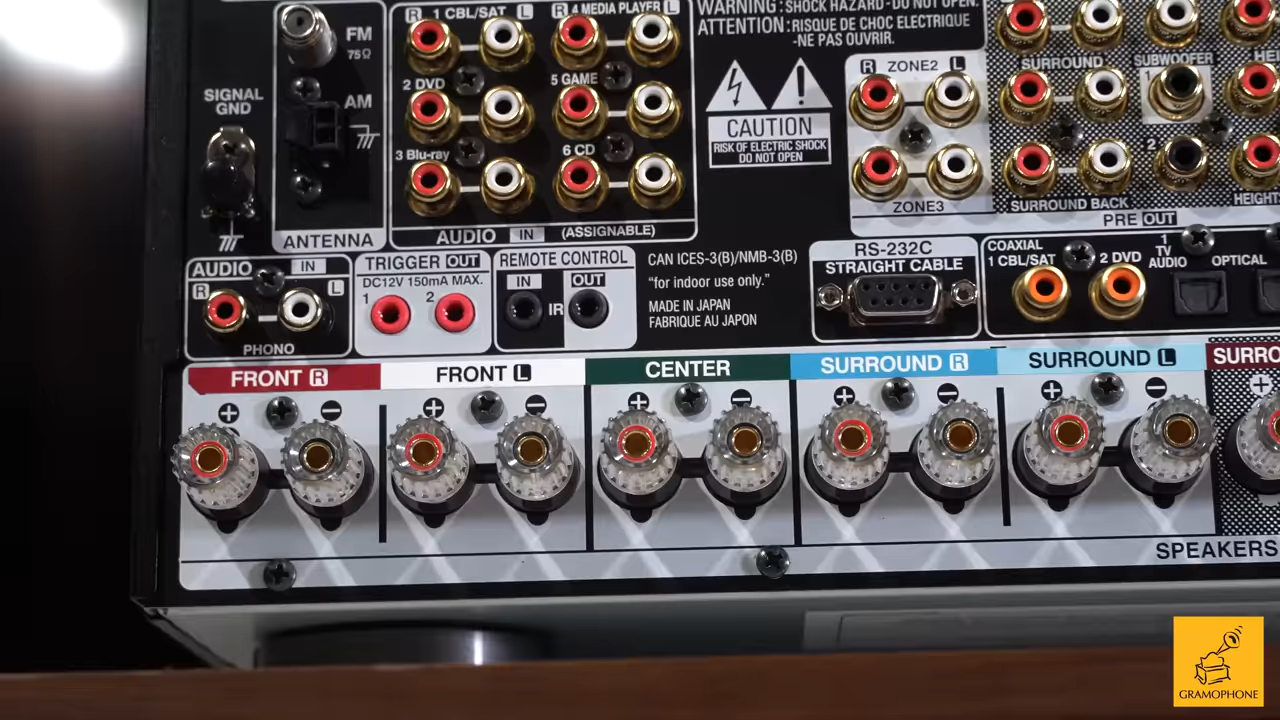 WARNING: SHOCK HAZARD - DO NOT OPEN.
ATTENTION: RISQUE DE CHOC ELECTRIQUE
-NE PAS OUVRIR.
FM
75Ω
AM
SIGNAL
GND
ANTENNA
R 1 CBL/SAT L
R 4 MEDIA PLAYER L
2 DVD
5 GAME
3 Blu-ray
6 CD
AUDIO IN (ASSIGNABLE)
CAUTION
RISK OF ELECTRIC SHOCK
DO NOT OPEN
R ZONE2 L
ZONE3
SURROUND
SUBWOOFER
1
2
SURROUND BACK
HEIGHT
PRE OUT
AUDIO IN
R L
PHONO
TRIGGER OUT
DC12V 150mA MAX.
1 2
REMOTE CONTROL
IN OUT
IR
CAN ICES-3(B)/NMB-3(B)
"for indoor use only."
MADE IN JAPAN
FABRIQUE AU JAPON
RS-232C
STRAIGHT CABLE
COAXIAL
1 CBL/SAT
2 DVD
1
TV
AUDIO
OPTICAL
FRONT R
FRONT L
CENTER
SURROUND R
SURROUND L
SURRO
+ − + − + − + − + − +
SPEAKERS
GRAMOPHONE